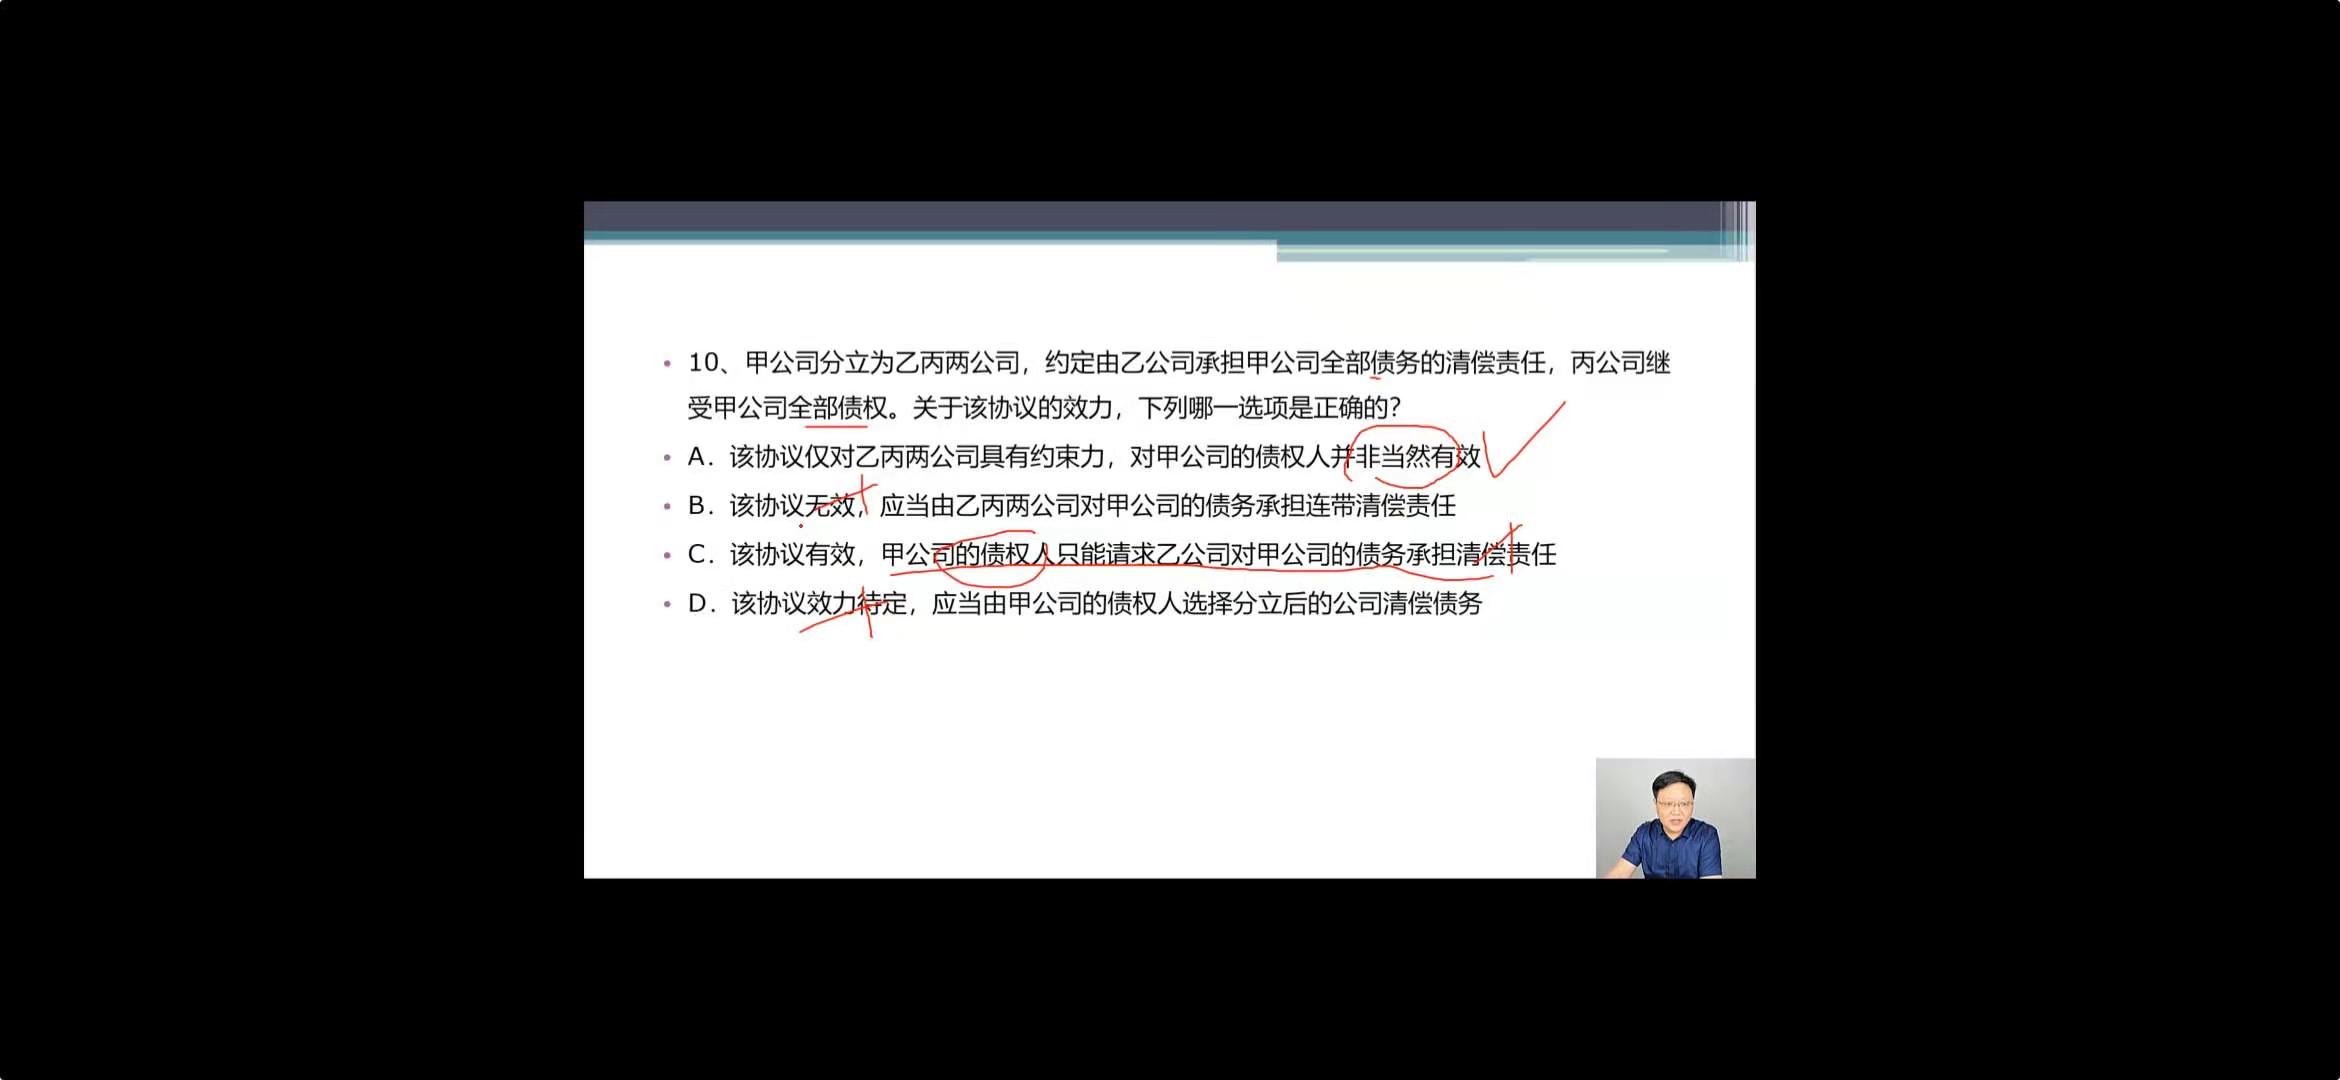 10、甲公司分立为乙丙两公司，约定由乙公司承担甲公司全部债务的清偿责任，丙公司继
受甲公司全部债权。关于该协议的效力，下列哪一选项是正确的？
A．该协议仅对乙丙两公司具有约束力，对甲公司的债权人并非当然有效
B．该协议无效，应当由乙丙两公司对甲公司的债务承担连带清偿责任
C．该协议有效，甲公司的债权人只能请求乙公司对甲公司的债务承担清偿责任
D．该协议效力待定，应当由甲公司的债权人选择分立后的公司清偿债务